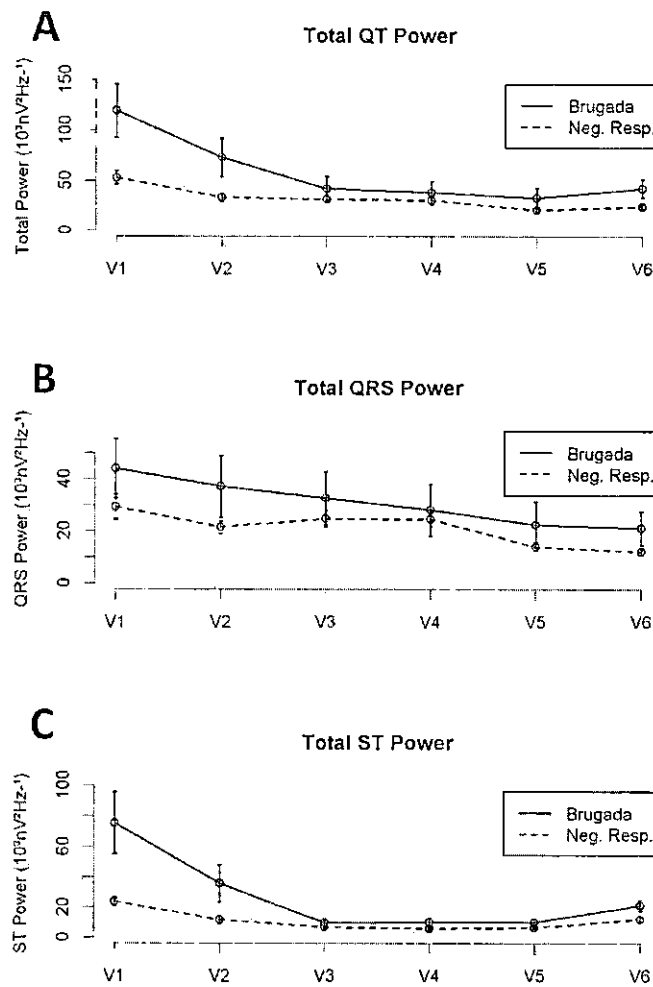 A
Total QT Power
Total Power (10³nV²Hz-¹)
150
100
50
0
Brugada
Neg. Resp.
V1 V2 V3 V4 V5 V6
B
Total QRS Power
QRS Power (10³nV²Hz-¹)
40
20
0
Brugada
Neg. Resp.
V1 V2 V3 V4 V5 V6
C
Total ST Power
ST Power (10³nV²Hz-¹)
100
60
20
0
Brugada
Neg. Resp.
V1 V2 V3 V4 V5 V6